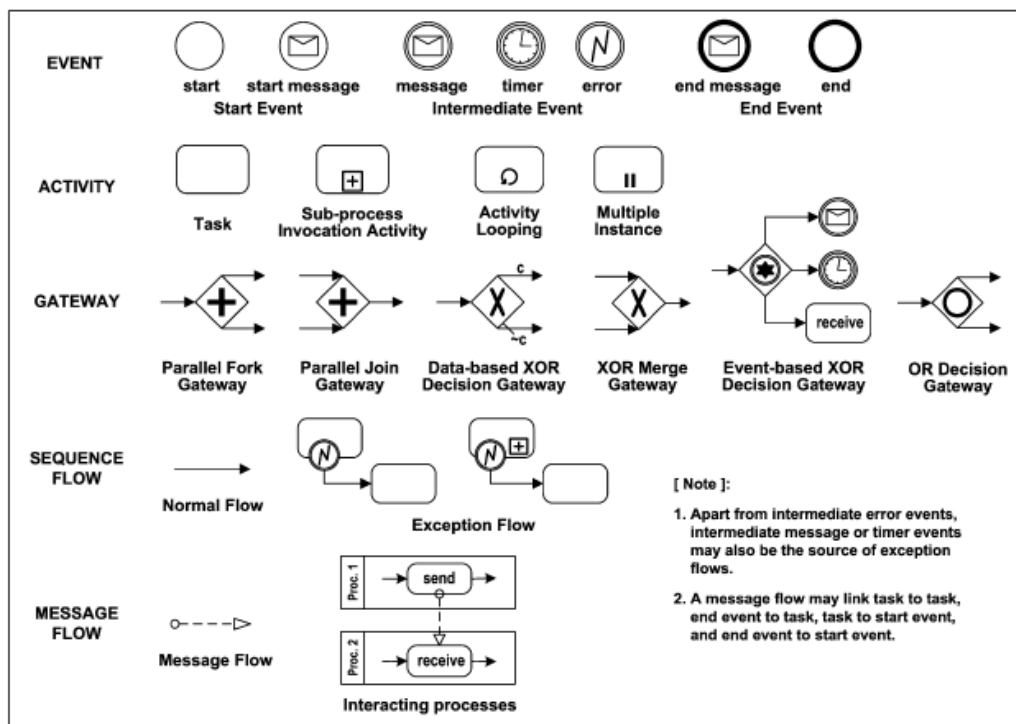 EVENT
start
start message
message
timer
error
end message
end
Start Event
Intermediate Event
End Event
ACTIVITY
Task
Sub-process
Invocation Activity
Activity
Looping
Multiple
Instance
GATEWAY
c
~c
receive
Parallel Fork
Gateway
Parallel Join
Gateway
Data-based XOR
Decision Gateway
XOR Merge
Gateway
Event-based XOR
Decision Gateway
OR Decision
Gateway
SEQUENCE
FLOW
Normal Flow
Exception Flow
[ Note ]:
1. Apart from intermediate error events,
intermediate message or timer events
may also be the source of exception
flows.
2. A message flow may link task to task,
end event to task, task to start event,
and end event to start event.
MESSAGE
FLOW
Message Flow
Proc. 1
send
Proc. 2
receive
Interacting processes